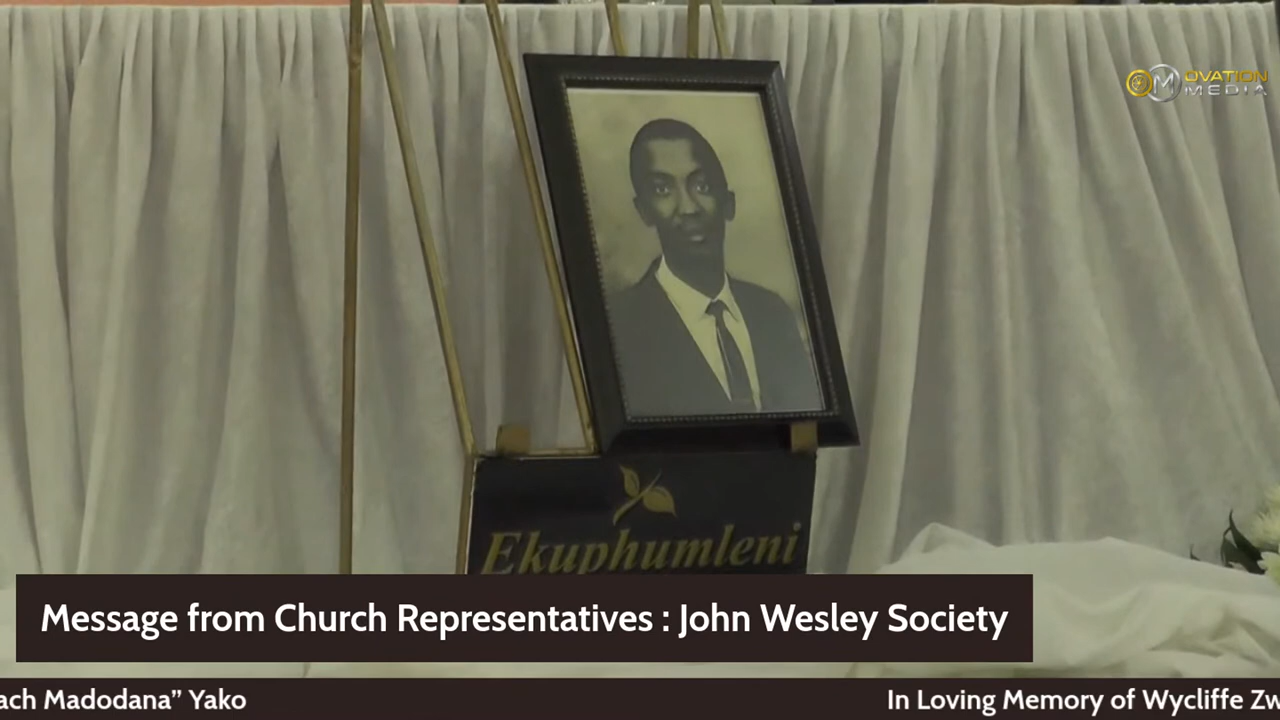 OVATION
MEDIA
Ekuphumleni
Message from Church Representatives : John Wesley Society
ach Madodana” Yako
In Loving Memory of Wycliffe Zw